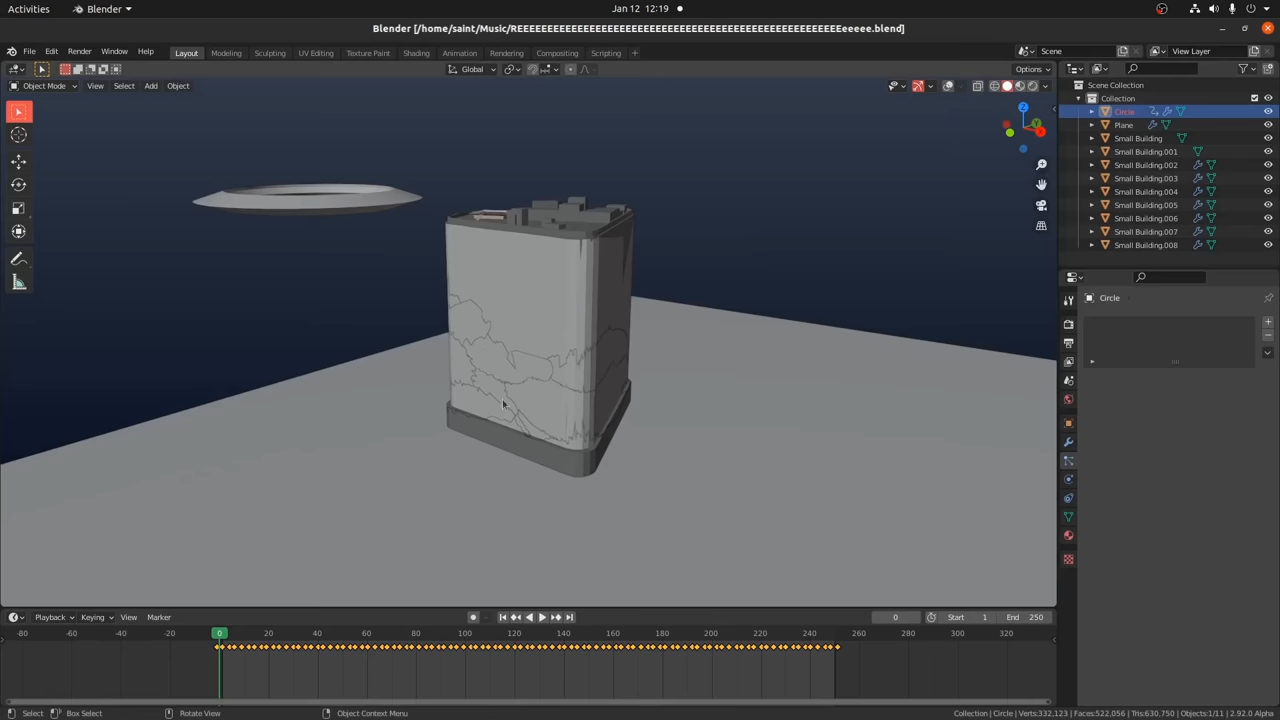 Activities Blender Jan 12 12:19
Blender [/home/saint/Music/REEEEEEEEEEEEEEEEEEEEEEEEEEEEEEEEEEEEEEEEEEEEEEEEEEEEEEEeeeee.blend]
File Edit Render Window Help Layout Modeling Sculpting UV Editing Texture Paint Shading Animation Rendering Compositing Scripting + Scene View Layer
Global Options
Object Mode View Select Add Object
Scene Collection
Collection
Circle
Plane
Small Building
Small Building.001
Small Building.002
Small Building.003
Small Building.004
Small Building.005
Small Building.006
Small Building.007
Small Building.008
Z
Y
X
Circle
Playback Keying View Marker 0 Start 1 End 250
-80 -60 -40 -20 0 20 40 60 80 100 120 140 160 180 200 220 240 260 280 300 320
Select Box Select Rotate View Object Context Menu Collection | Circle | Verts:332,123 | Faces:522,056 | Tris:630,750 | Objects:1/11 | 2.92.0 Alpha